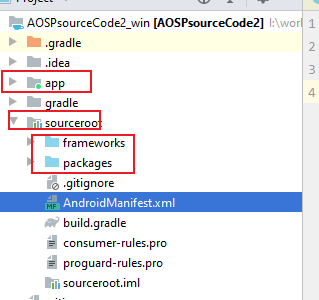 Project
AOSPsourceCode2_win [AOSPsourceCode2] I:\work
.gradle
.idea
app
gradle
sourceroot
frameworks
packages
.gitignore
AndroidManifest.xml
build.gradle
consumer-rules.pro
proguard-rules.pro
sourceroot.iml
1
2
3
4